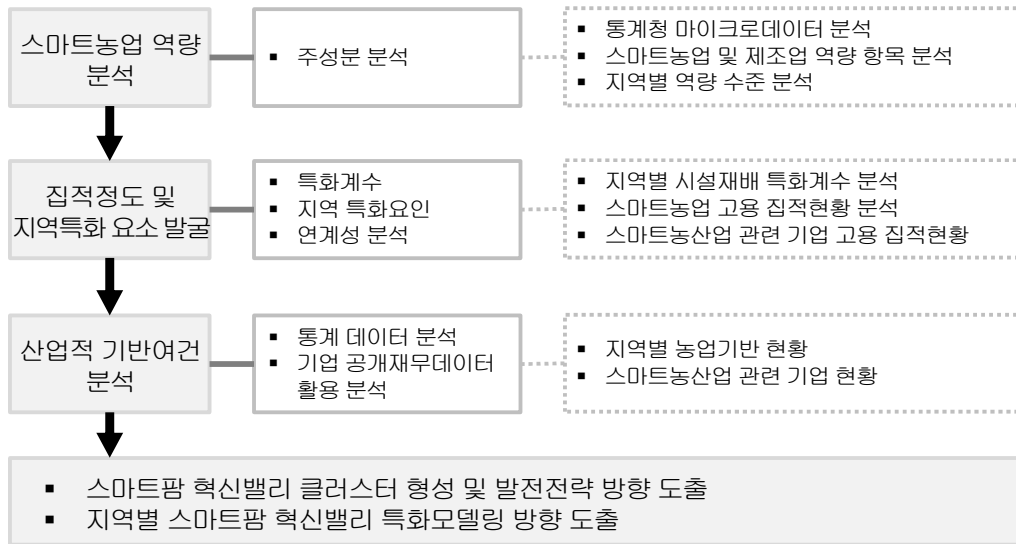 스마트농업 역량
분석
▪ 주성분 분석
▪ 통계청 마이크로데이터 분석
▪ 스마트농업 및 제조업 역량 항목 분석
▪ 지역별 역량 수준 분석
집적정도 및
지역특화 요소 발굴
▪ 특화계수
▪ 지역 특화요인
▪ 연계성 분석
▪ 지역별 시설재배 특화계수 분석
▪ 스마트농업 고용 집적현황 분석
▪ 스마트농산업 관련 기업 고용 집적현황
산업적 기반여건
분석
▪ 통계 데이터 분석
▪ 기업 공개재무데이터
활용 분석
▪ 지역별 농업기반 현황
▪ 스마트농산업 관련 기업 현황
▪ 스마트팜 혁신밸리 클러스터 형성 및 발전전략 방향 도출
▪ 지역별 스마트팜 혁신밸리 특화모델링 방향 도출